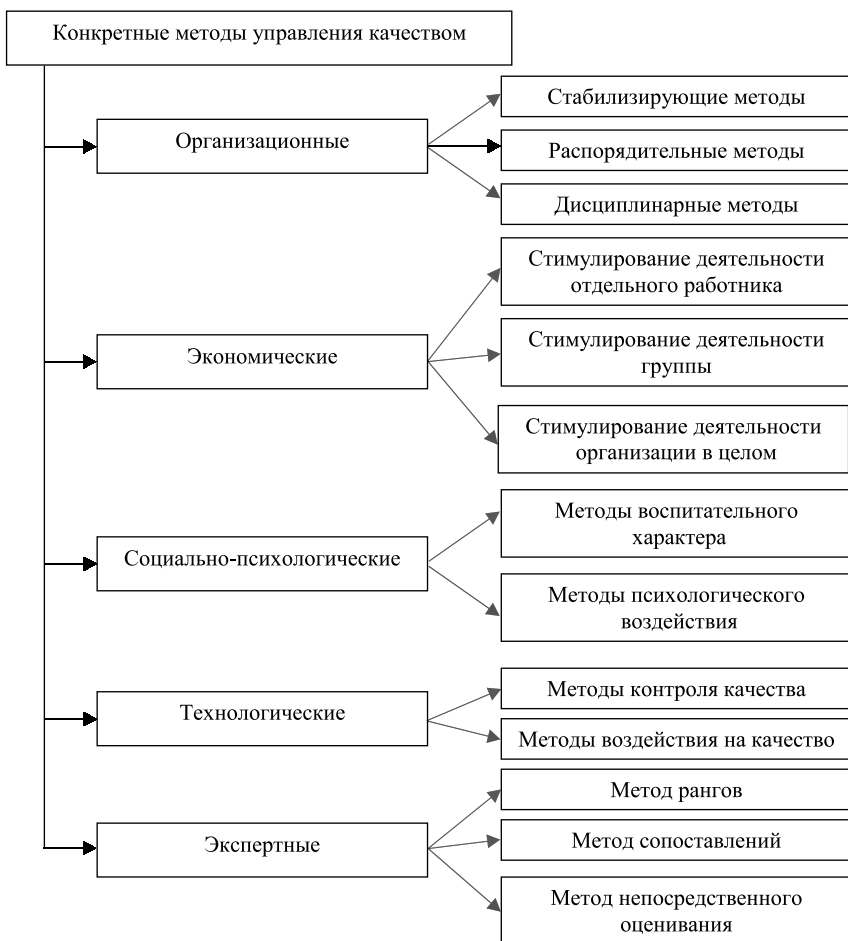 Конкретные методы управления качеством
Организационные
Стабилизирующие методы
Распорядительные методы
Дисциплинарные методы
Экономические
Стимулирование деятельности
отдельного работника
Стимулирование деятельности
группы
Стимулирование деятельности
организации в целом
Социально-психологические
Методы воспитательного
характера
Методы психологического
воздействия
Технологические
Методы контроля качества
Методы воздействия на качество
Экспертные
Метод рангов
Метод сопоставлений
Метод непосредственного
оценивания